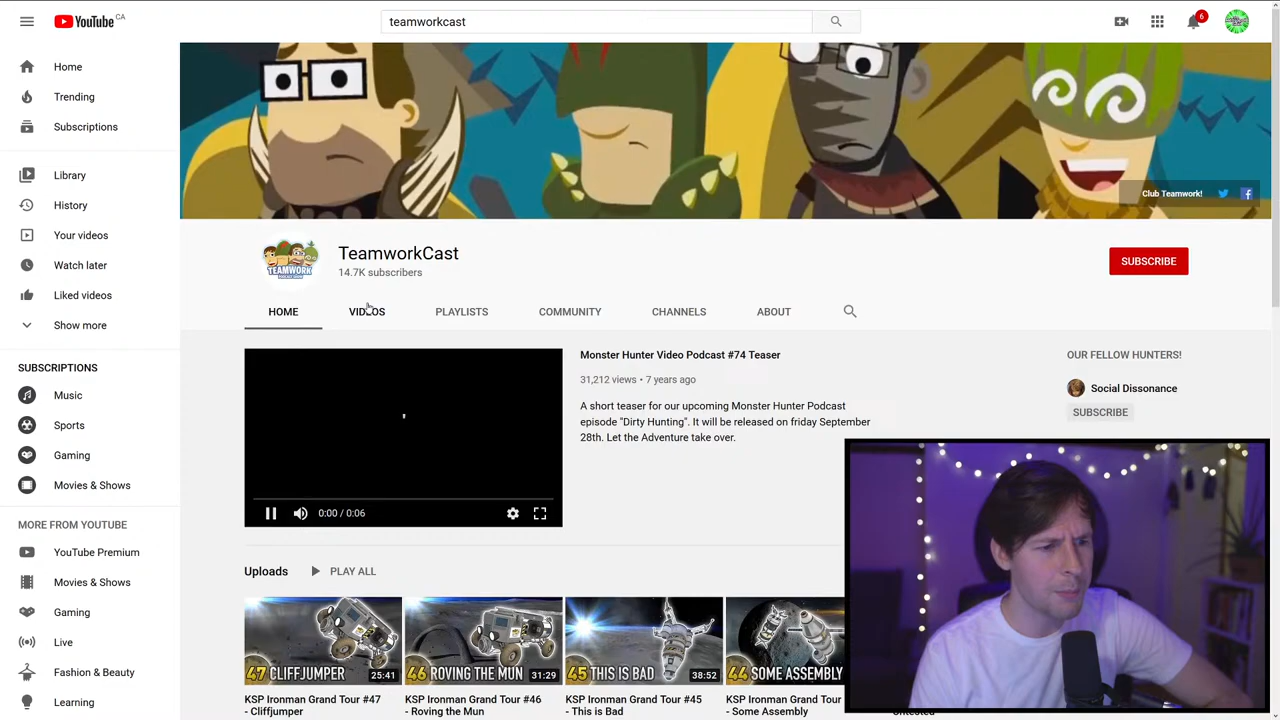 YouTube CA
teamworkcast
6
Home
Trending
Subscriptions
Library
History
Your videos
Watch later
Liked videos
Show more
SUBSCRIPTIONS
Music
Sports
Gaming
Movies & Shows
MORE FROM YOUTUBE
YouTube Premium
Movies & Shows
Gaming
Live
Fashion & Beauty
Learning
Club Teamwork!
TEAMWORK
TeamworkCast
14.7K subscribers
SUBSCRIBE
HOME VIDEOS PLAYLISTS COMMUNITY CHANNELS ABOUT
0:00 / 0:06
Monster Hunter Video Podcast #74 Teaser
31,212 views • 7 years ago
A short teaser for our upcoming Monster Hunter Podcast
episode "Dirty Hunting". It will be released on friday September
28th. Let the Adventure take over.
OUR FELLOW HUNTERS!
Social Dissonance
SUBSCRIBE
Uploads PLAY ALL
47 CLIFFJUMPER 25:41
46 ROVING THE MUN 31:29
45 THIS IS BAD 38:52
44 SOME ASSEMBLY
KSP Ironman Grand Tour #47
- Cliffjumper
KSP Ironman Grand Tour #46
- Roving the Mun
KSP Ironman Grand Tour #45
- This is Bad
KSP Ironman Grand Tour
- Some Assembly